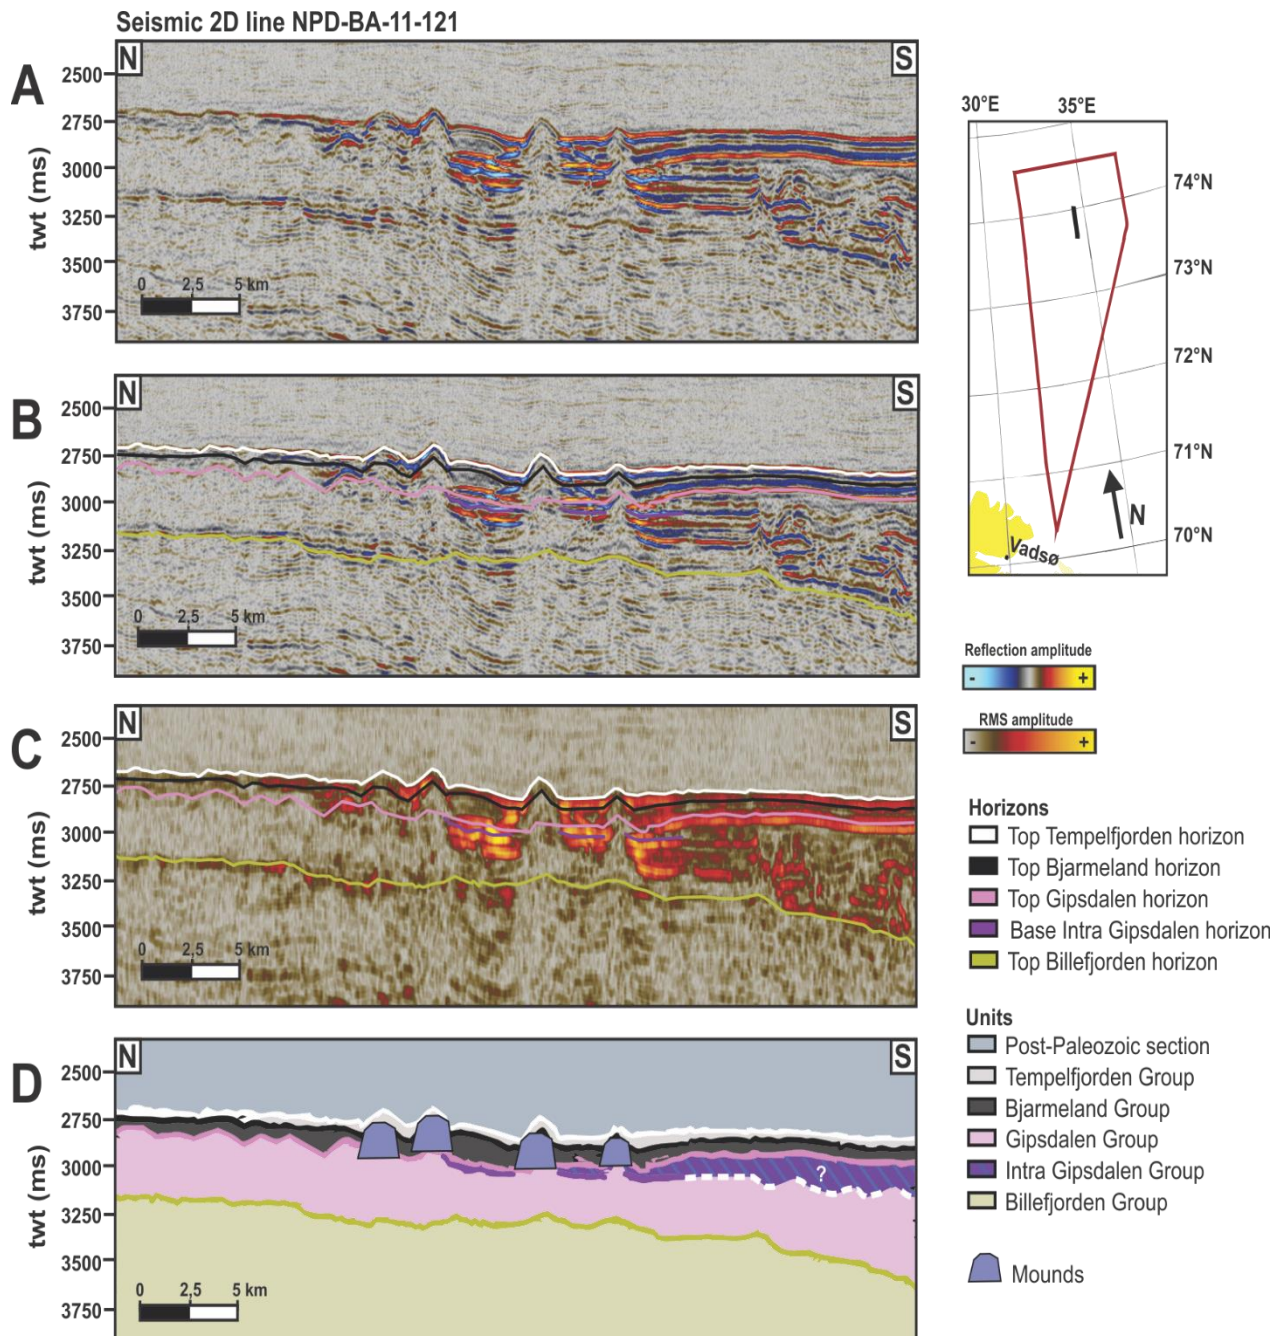 Seismic 2D line NPD-BA-11-121
A
N
S
2500
2750
3000
3250
3500
3750
twt (ms)
0 2,5 5 km
B
N
S
2500
2750
3000
3250
3500
3750
twt (ms)
0 2,5 5 km
C
N
S
2500
2750
3000
3250
3500
3750
twt (ms)
0 2,5 5 km
D
N
S
2500
2750
3000
3250
3500
3750
twt (ms)
?
0 2,5 5 km
30°E 35°E
74°N
73°N
72°N
71°N
70°N
N
Vadsø
Reflection amplitude
- +
RMS amplitude
- +
Horizons
Top Tempelfjorden horizon
Top Bjarmeland horizon
Top Gipsdalen horizon
Base Intra Gipsdalen horizon
Top Billefjorden horizon
Units
Post-Paleozoic section
Tempelfjorden Group
Bjarmeland Group
Gipsdalen Group
Intra Gipsdalen Group
Billefjorden Group
Mounds